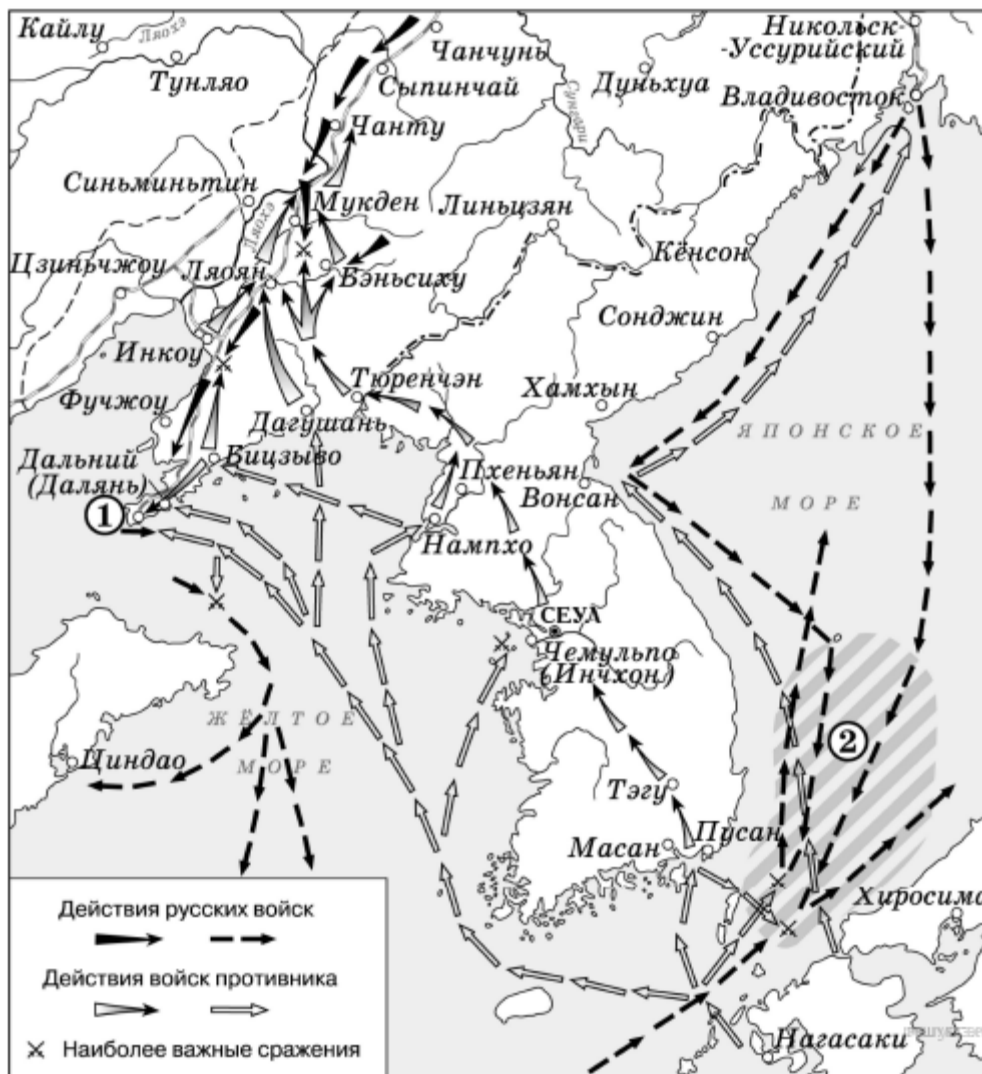 Кайлу
Ляохэ
Тунляо
Чанчунь
Сыпинчай
Дуньхуа
Никольск-
-Уссурийский
Владивосток
Чанту
Сунгари
Синьминьтин
Ляохэ
Мукден
Линьцзян
Кёнсон
Цзиньчжоу
Ляоян
Бэньсиху
Сонджин
Инкоу
Тюренчэн
Хамхын
Фучжоу
Дагушань
ЯПОНСКОЕ
МОРЕ
Дальний
(Далянь)
Бицзыво
Пхеньян
Вонсан
1
Нампхо
СЕУЛ
Чемульпо
(Инчхон)
ЖЁЛТОЕ
МОРЕ
2
Циндао
Тэгу
Масан
Пусан
Хиросима
Нагасаки
Действия русских войск
Действия войск противника
Наиболее важные сражения